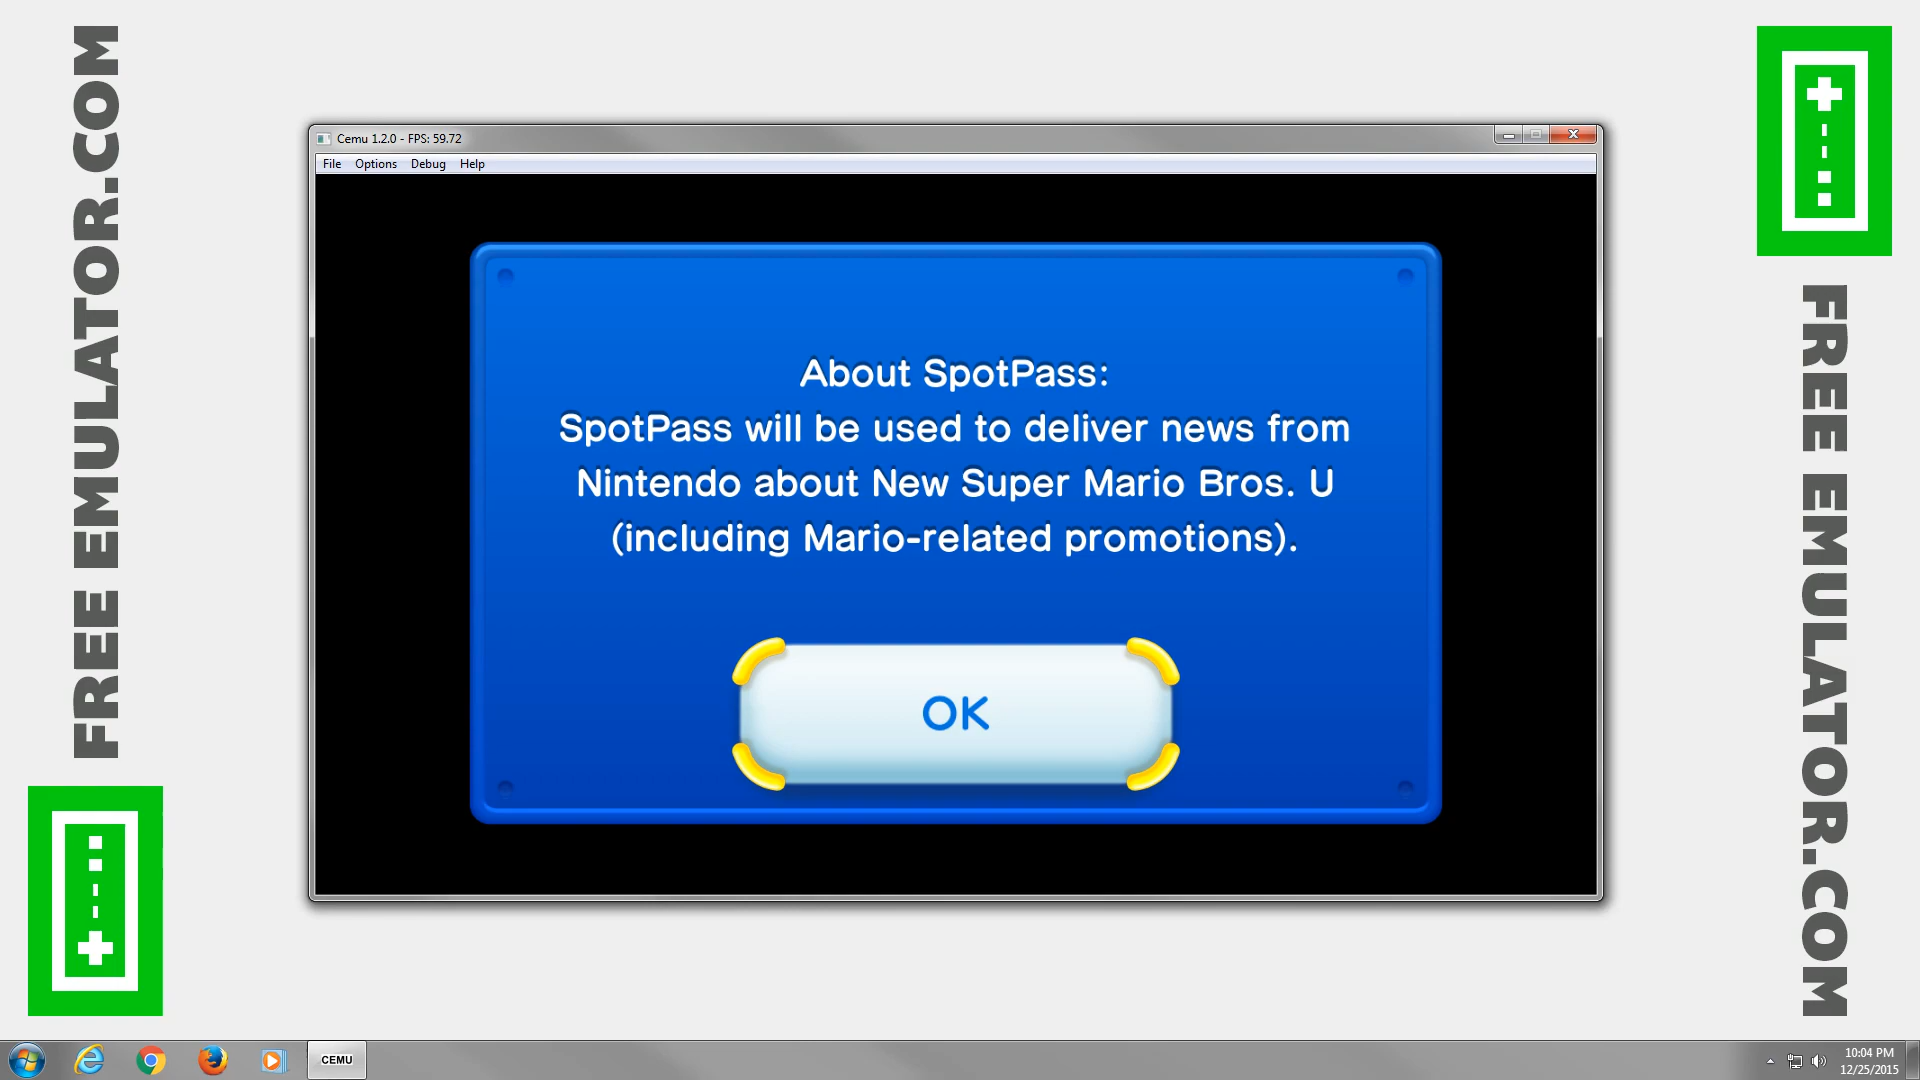 FREE EMULATOR.COM
Cemu 1.2.0 - FPS: 59.72
File Options Debug Help
About SpotPass:
SpotPass will be used to deliver news from
Nintendo about New Super Mario Bros. U
(including Mario-related promotions).
OK
FREE EMULATOR.COM
CEMU
10:04 PM
12/25/2015